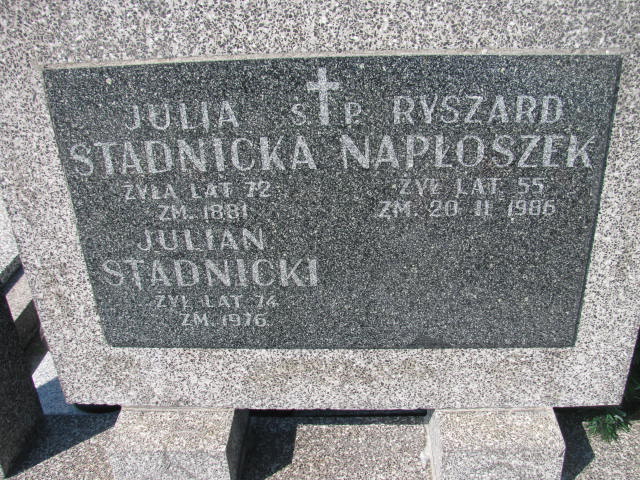 Ś. P.
JULIA
STADNICKA
ŻYŁA LAT 72
ZM. 1881
JULIAN
STADNICKI
ŻYŁ LAT 74
ZM. 1976
RYSZARD
NAPŁOSZEK
ŻYŁ LAT 55
ZM. 20 II 1986